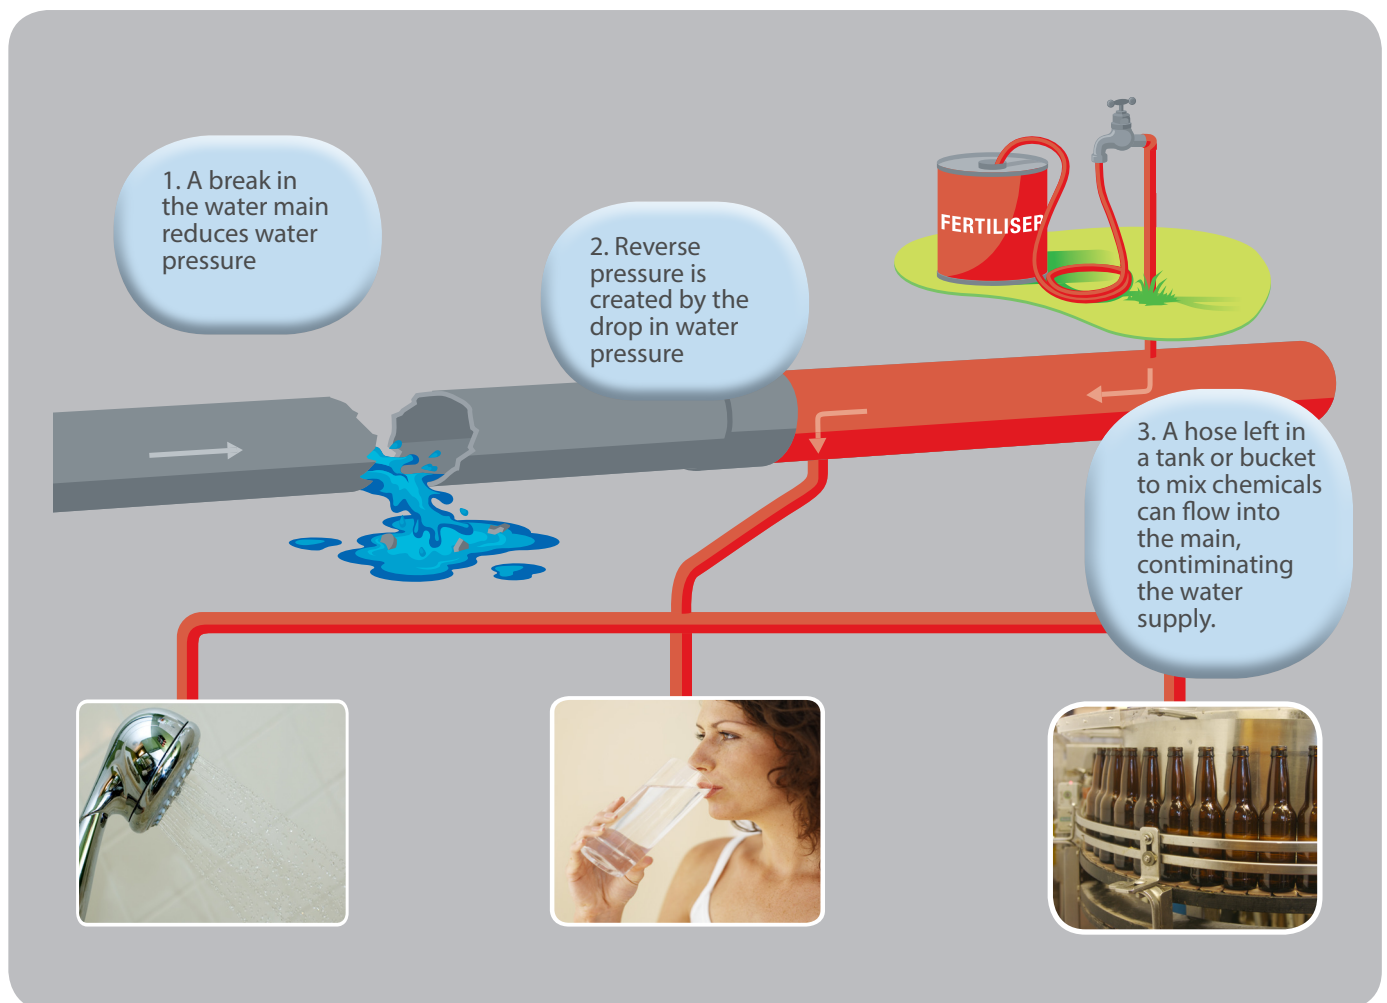 1. A break in
the water main
reduces water
pressure
2. Reverse
pressure is
created by the
drop in water
pressure
FERTILISER
3. A hose left in
a tank or bucket
to mix chemicals
can flow into
the main,
contiminating
the water
supply.